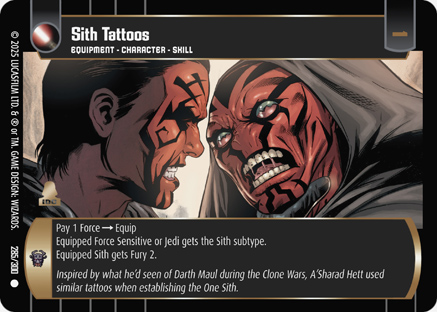 Sith Tattoos
EQUIPMENT - CHARACTER - SKILL
Pay 1 Force → Equip
Equipped Force Sensitive or Jedi gets the Sith subtype.
Equipped Sith gets Fury 2.
Inspired by what he'd seen of Darth Maul during the Clone Wars, A'Sharad Hett used
similar tattoos when establishing the One Sith.
© 2025 LUCASFILM LTD. & ® or TM. GAME DESIGN: WIZARDS.